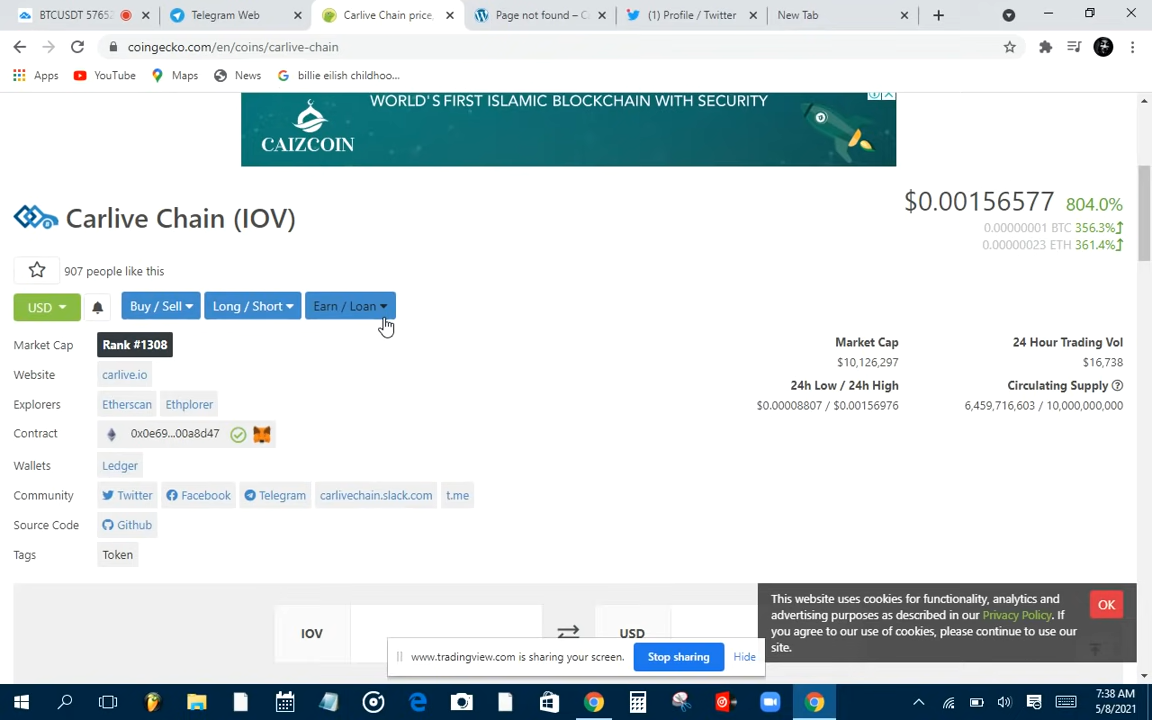 BTCUSDT 57652
Telegram Web
Carlive Chain price,
Page not found – C
(1) Profile / Twitter
New Tab
coingecko.com/en/coins/carlive-chain
Apps
YouTube
Maps
News
billie eilish childhoo...
CAIZCOIN
WORLD'S FIRST ISLAMIC BLOCKCHAIN WITH SECURITY
Carlive Chain (IOV)
$0.00156577 804.0%
0.00000001 BTC 356.3%
0.00000023 ETH 361.4%
907 people like this
USD
Buy / Sell
Long / Short
Earn / Loan
Market Cap Rank #1308
Website carlive.io
Explorers Etherscan Ethplorer
Contract 0x0e69...00a8d47
Wallets Ledger
Community Twitter Facebook Telegram carlivechain.slack.com t.me
Source Code Github
Tags Token
Market Cap
$10,126,297
24 Hour Trading Vol
$16,738
24h Low / 24h High
$0.00008807 / $0.00156976
Circulating Supply
6,459,716,603 / 10,000,000,000
IOV
USD
This website uses cookies for functionality, analytics and
advertising purposes as described in our Privacy Policy. If
you agree to our use of cookies, please continue to use our
site.
OK
www.tradingview.com is sharing your screen.
Stop sharing
Hide
7:38 AM
5/8/2021